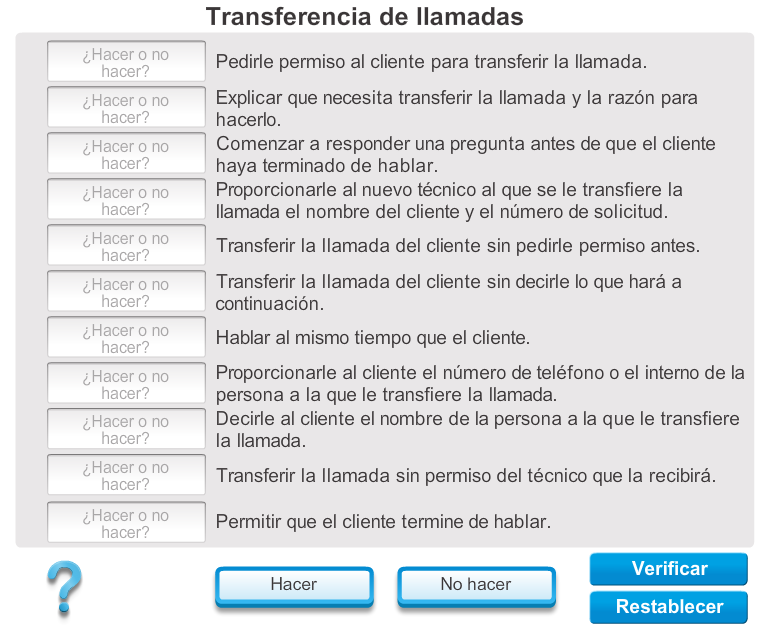 Transferencia de llamadas
¿Hacer o no
hacer?
Pedirle permiso al cliente para transferir la llamada.
¿Hacer o no
hacer?
Explicar que necesita transferir la llamada y la razón para
hacerlo.
¿Hacer o no
hacer?
Comenzar a responder una pregunta antes de que el cliente
haya terminado de hablar.
¿Hacer o no
hacer?
Proporcionarle al nuevo técnico al que se le transfiere la
llamada el nombre del cliente y el número de solicitud.
¿Hacer o no
hacer?
Transferir la llamada del cliente sin pedirle permiso antes.
¿Hacer o no
hacer?
Transferir la llamada del cliente sin decirle lo que hará a
continuación.
¿Hacer o no
hacer?
Hablar al mismo tiempo que el cliente.
¿Hacer o no
hacer?
Proporcionarle al cliente el número de teléfono o el interno de la
persona a la que le transfiere la llamada.
¿Hacer o no
hacer?
Decirle al cliente el nombre de la persona a la que le transfiere
la llamada.
¿Hacer o no
hacer?
Transferir la llamada sin permiso del técnico que la recibirá.
¿Hacer o no
hacer?
Permitir que el cliente termine de hablar.
?
Hacer
No hacer
Verificar
Restablecer